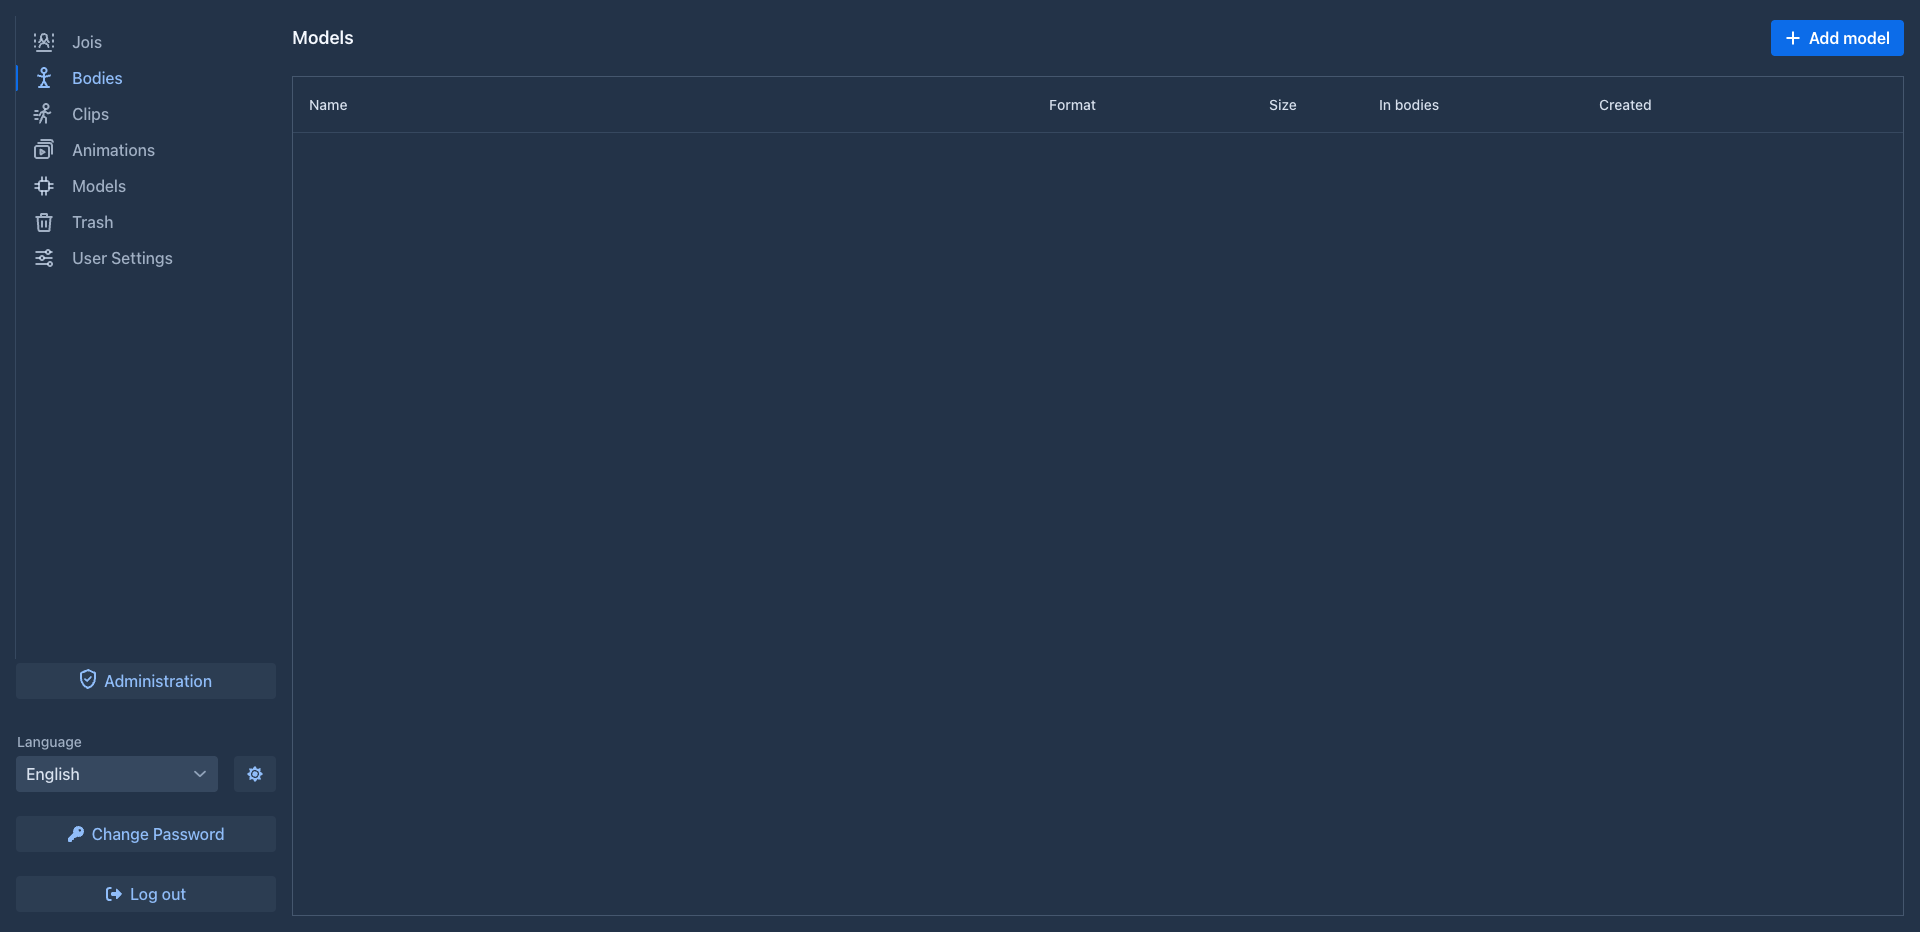 Jois
Bodies
Clips
Animations
Models
Trash
User Settings
Administration
Language
English
Change Password
Log out
Models
Add model
Name Format Size In bodies Created